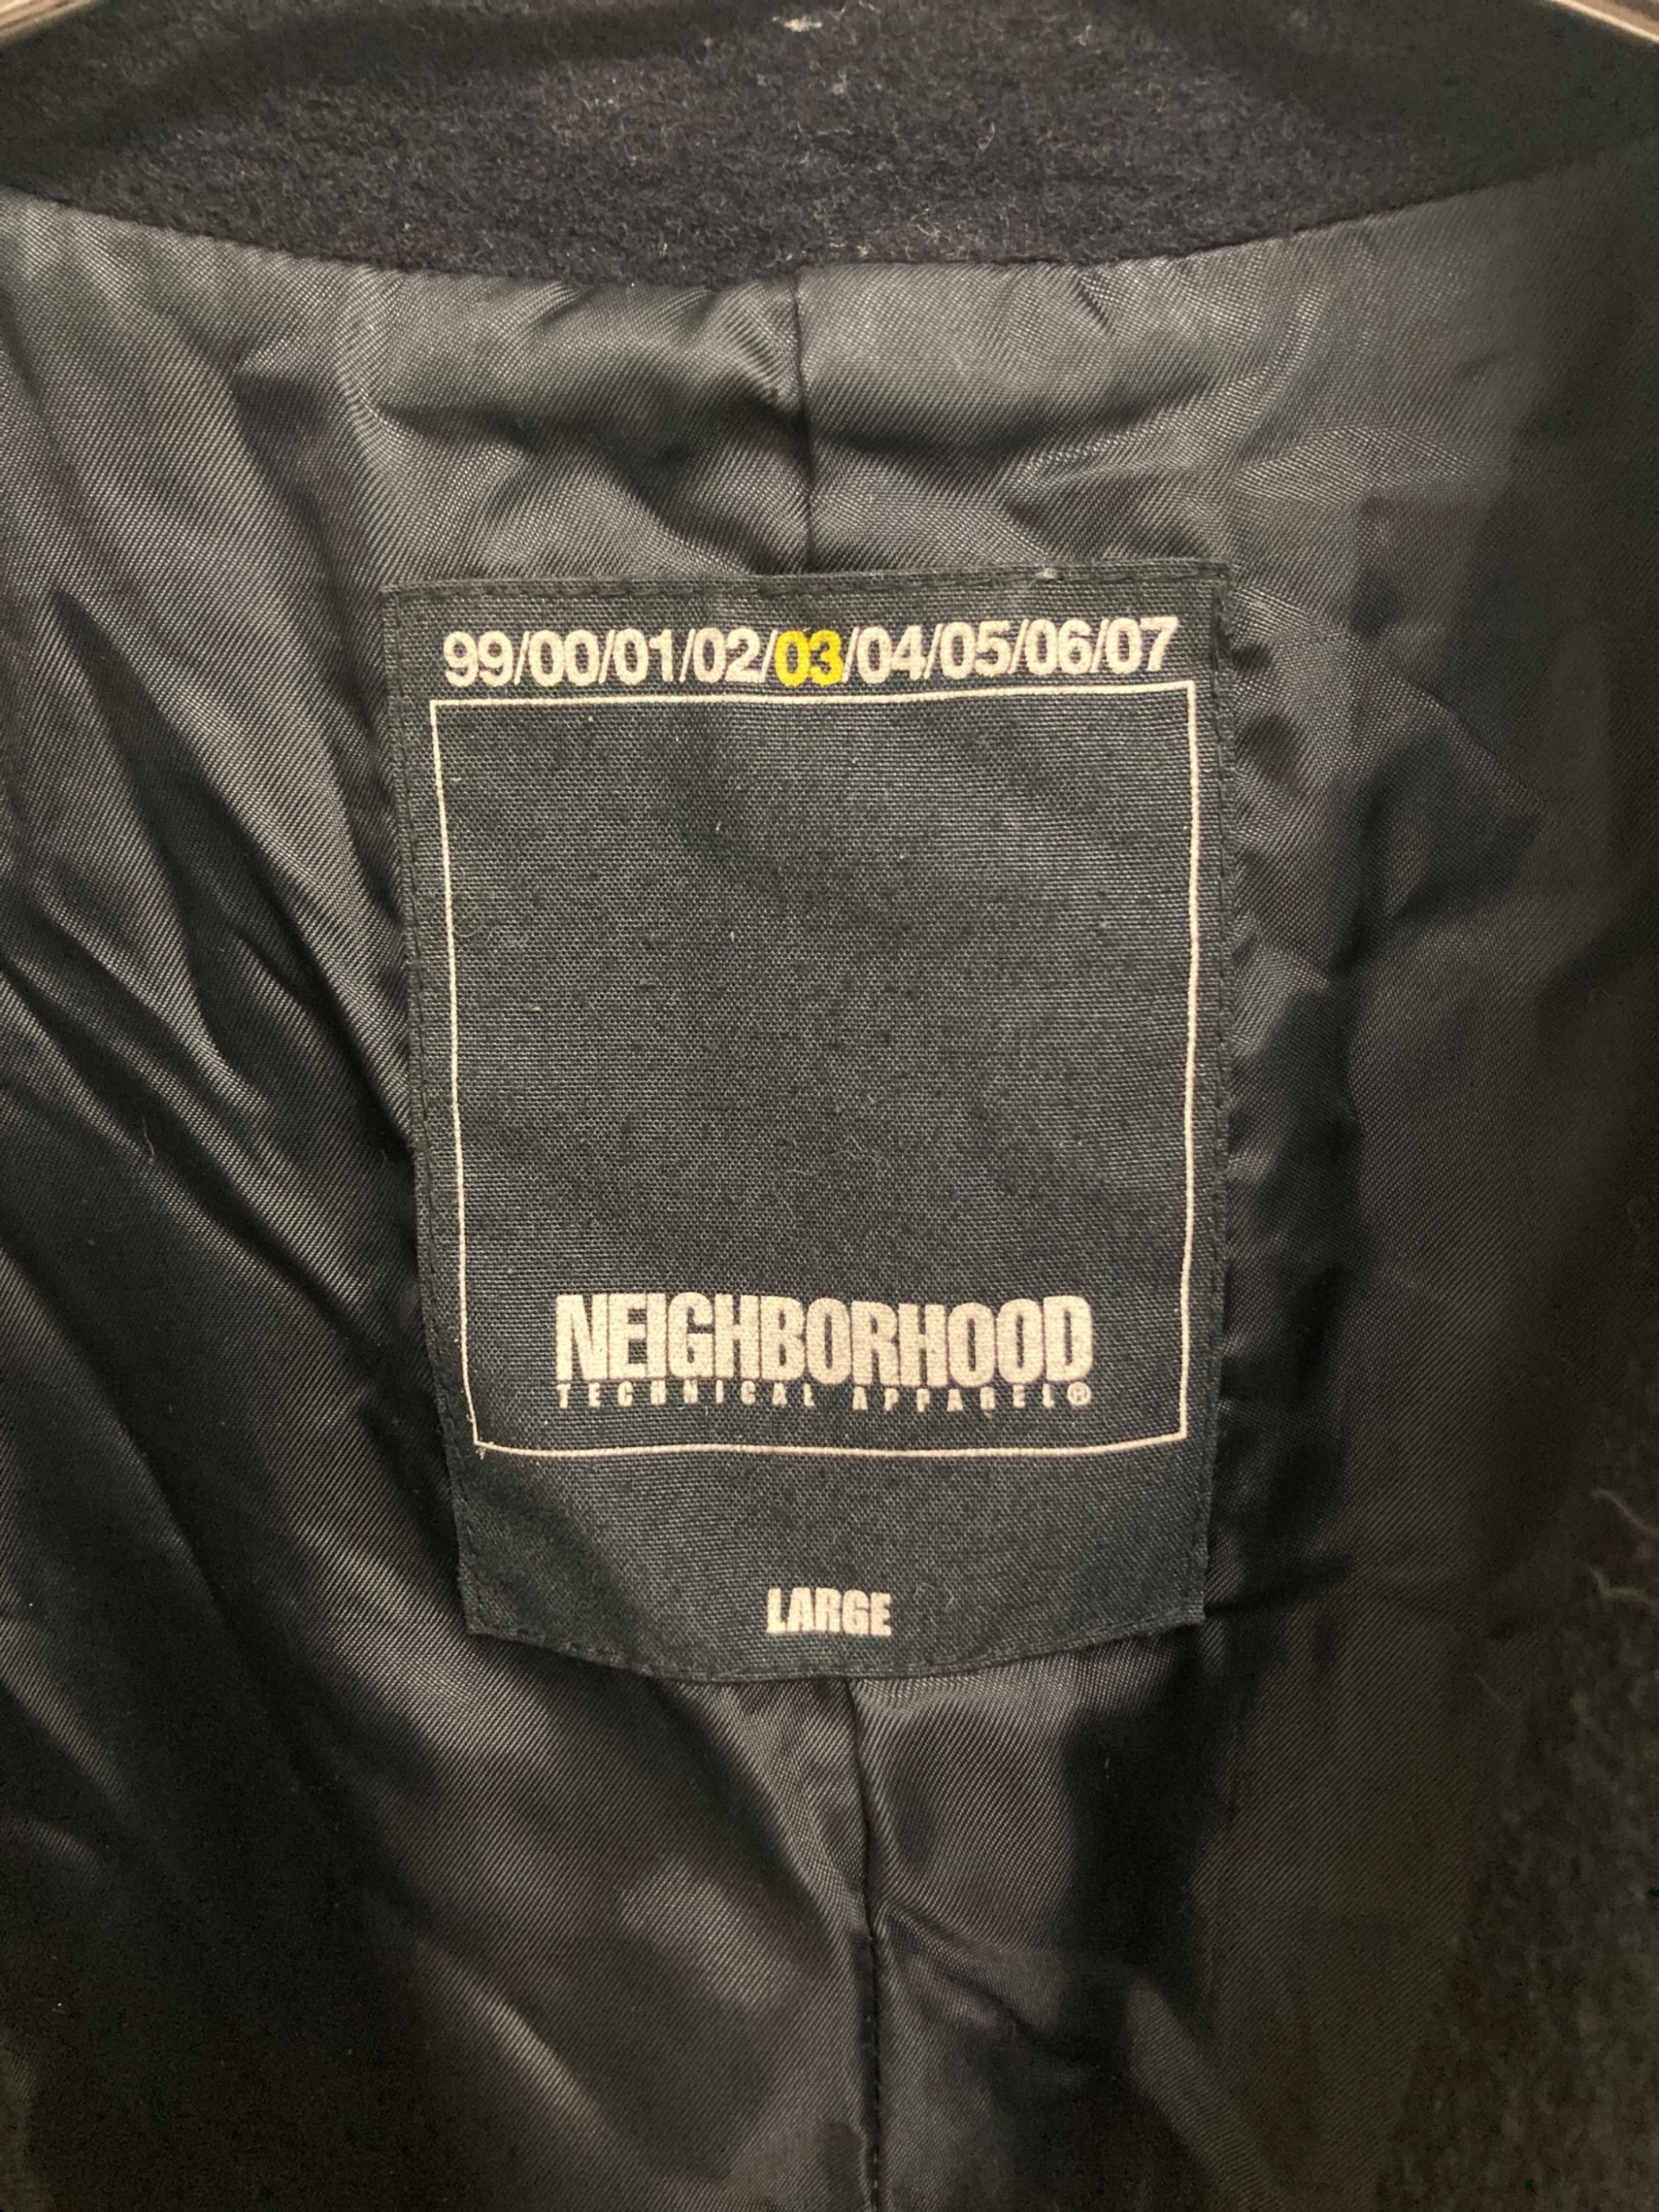 99/00/01/02/03/04/05/06/07
NEIGHBORHOOD
TECHNICAL APPAREL®
LARGE